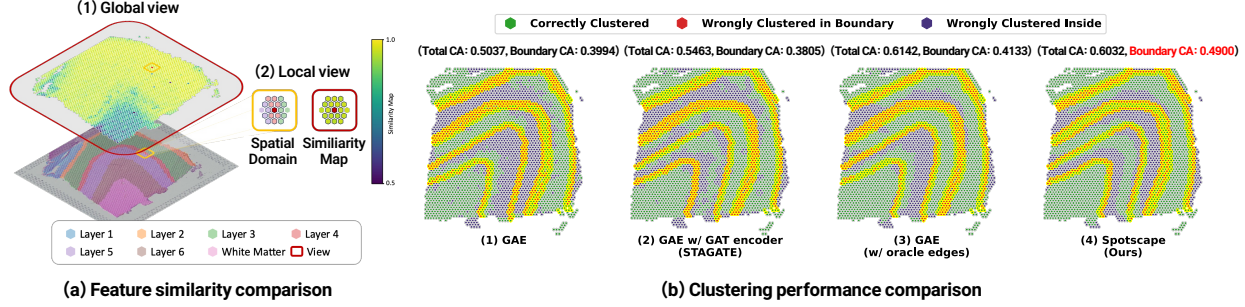 (1) Global view
(2) Local view
Spatial
Domain
Similiarity
Map
1.0
Similarity Map
0.5
Layer 1
Layer 2
Layer 3
Layer 4
Layer 5
Layer 6
White Matter
View
(a) Feature similarity comparison
Correctly Clustered
Wrongly Clustered in Boundary
Wrongly Clustered Inside
(Total CA: 0.5037, Boundary CA: 0.3994)
(Total CA: 0.5463, Boundary CA: 0.3805)
(Total CA: 0.6142, Boundary CA: 0.4133)
(Total CA: 0.6032, Boundary CA: 0.4900)
(1) GAE
(2) GAE w/ GAT encoder
(STAGATE)
(3) GAE
(w/ oracle edges)
(4) Spotscape
(Ours)
(b) Clustering performance comparison